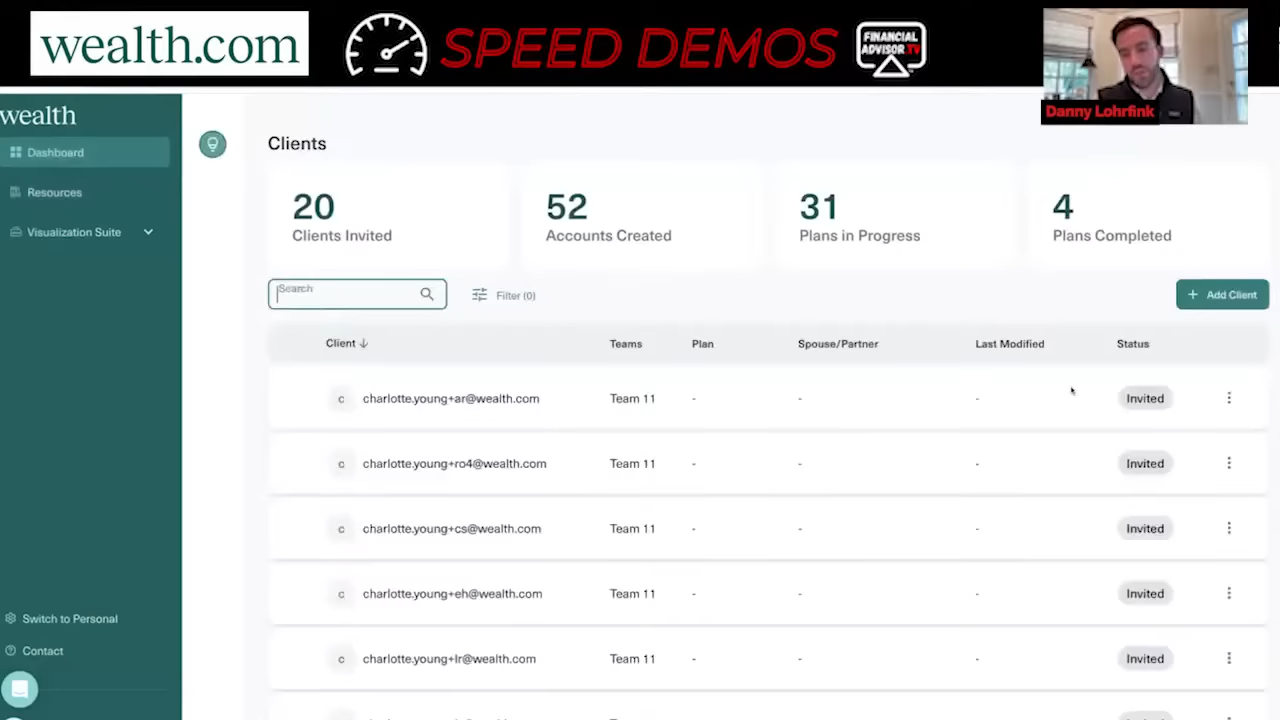 wealth.com
SPEED DEMOS
FINANCIAL
ADVISOR.TV
Danny Lohrfink
wealth
Dashboard
Resources
Visualization Suite
Switch to Personal
Contact
Clients
20
Clients Invited
52
Accounts Created
31
Plans in Progress
4
Plans Completed
Search
Filter (0)
+ Add Client
Client ↓ Teams Plan Spouse/Partner Last Modified Status
c charlotte.young+ar@wealth.com Team 11 - - - Invited
c charlotte.young+ro4@wealth.com Team 11 - - - Invited
c charlotte.young+cs@wealth.com Team 11 - - - Invited
c charlotte.young+eh@wealth.com Team 11 - - - Invited
c charlotte.young+lr@wealth.com Team 11 - - - Invited